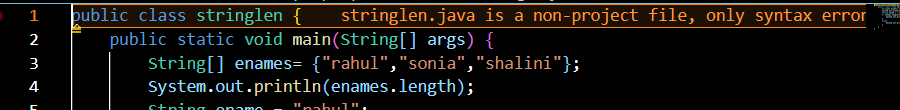 1 public class stringlen { stringlen.java is a non-project file, only syntax error
2 public static void main(String[] args) {
3 String[] enames= {"rahul","sonia","shalini"};
4 System.out.println(enames.length);
5 String ename = "rahul";